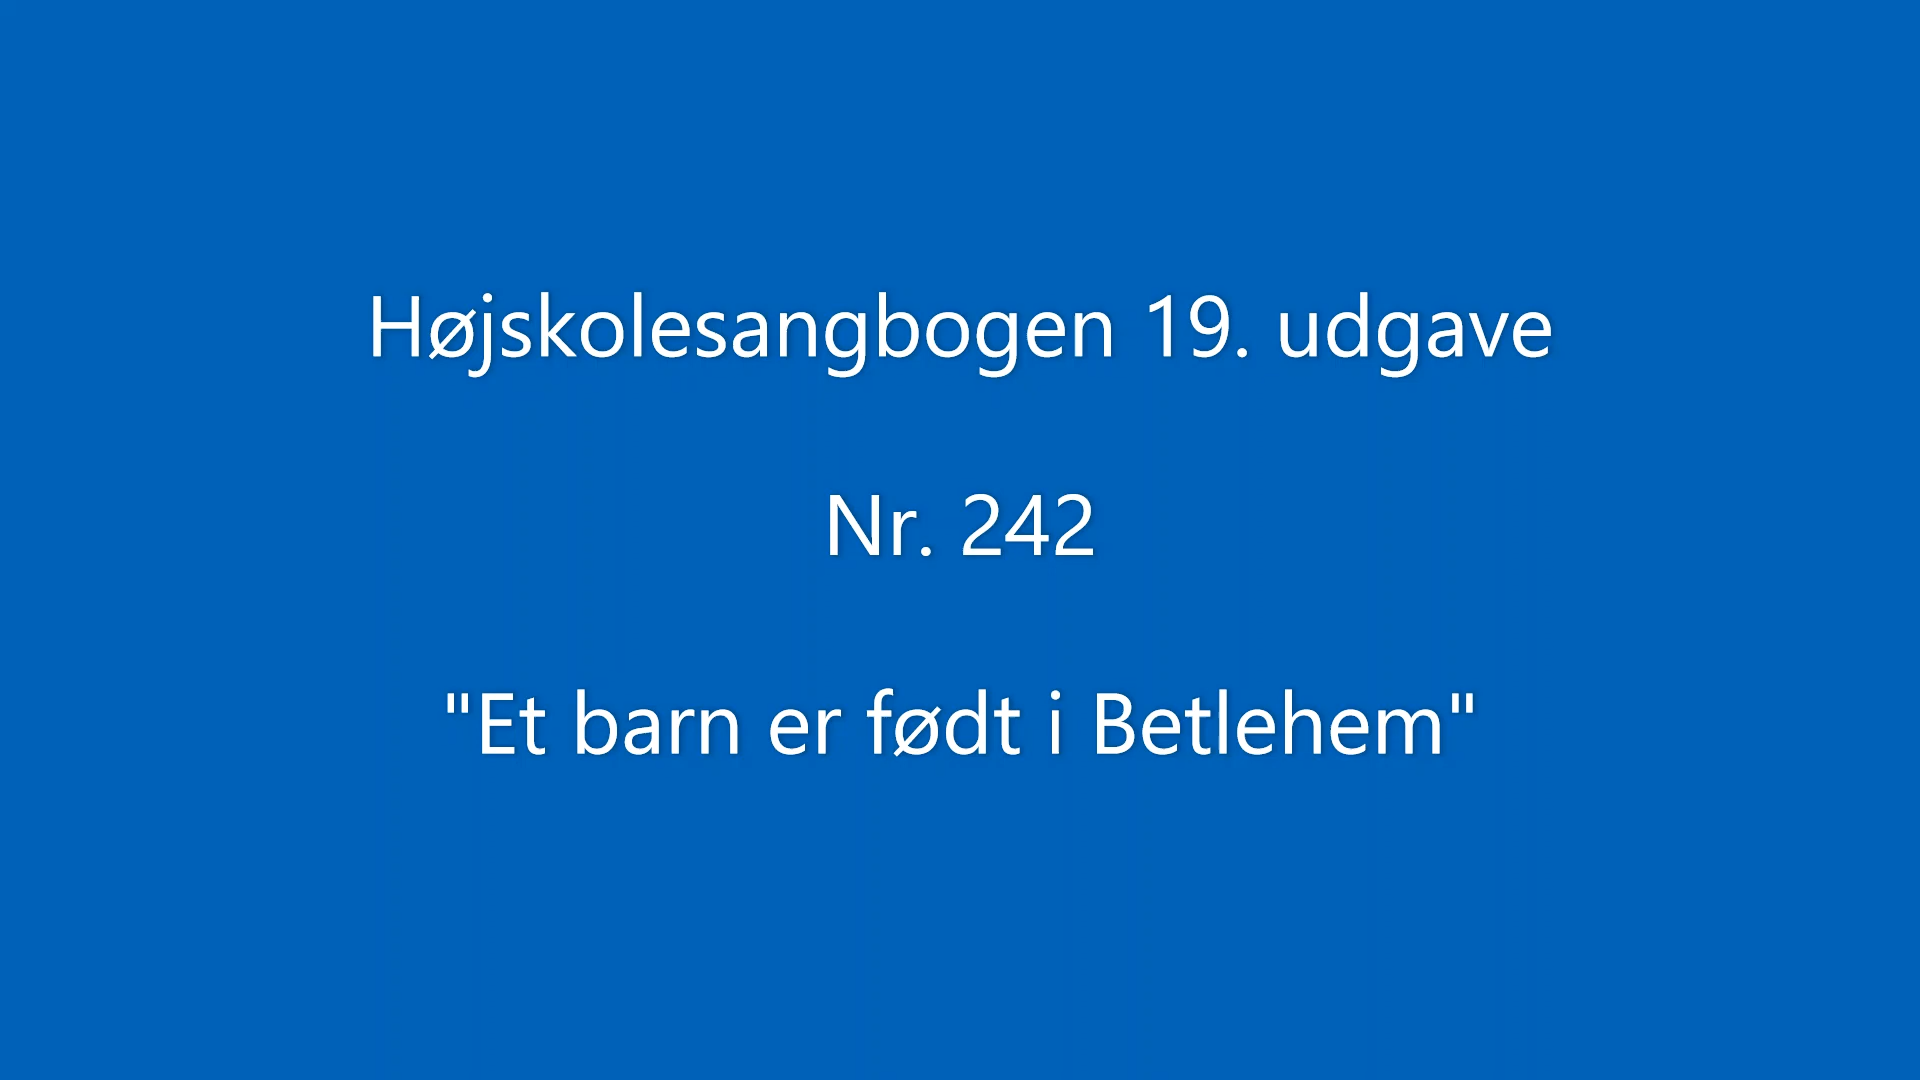 Højskolesangbogen 19. udgave
Nr. 242
"Et barn er født i Betlehem"